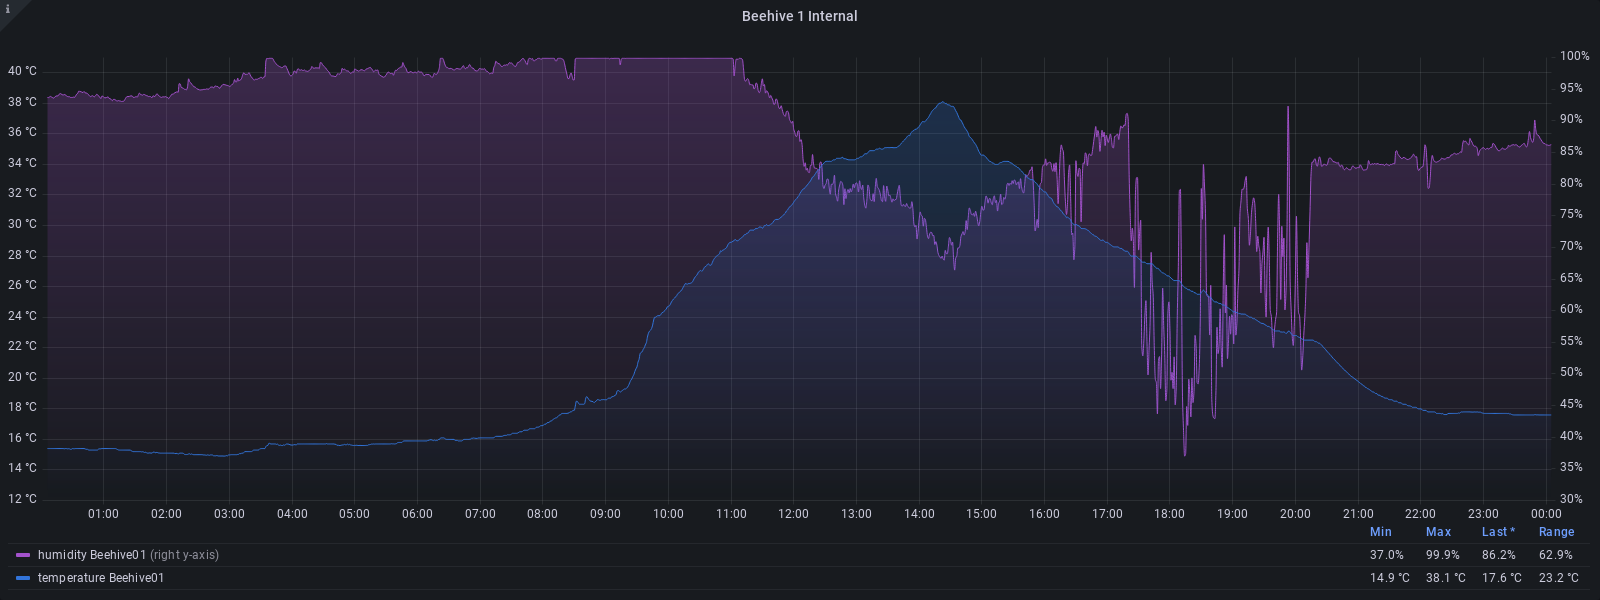 i
Beehive 1 Internal
40 °C
38 °C
36 °C
34 °C
32 °C
30 °C
28 °C
26 °C
24 °C
22 °C
20 °C
18 °C
16 °C
14 °C
12 °C
100%
95%
90%
85%
80%
75%
70%
65%
60%
55%
50%
45%
40%
35%
30%
01:00 02:00 03:00 04:00 05:00 06:00 07:00 08:00 09:00 10:00 11:00 12:00 13:00 14:00 15:00 16:00 17:00 18:00 19:00 20:00 21:00 22:00 23:00 00:00
Min Max Last * Range
humidity Beehive01 (right y-axis) 37.0% 99.9% 86.2% 62.9%
temperature Beehive01 14.9 °C 38.1 °C 17.6 °C 23.2 °C